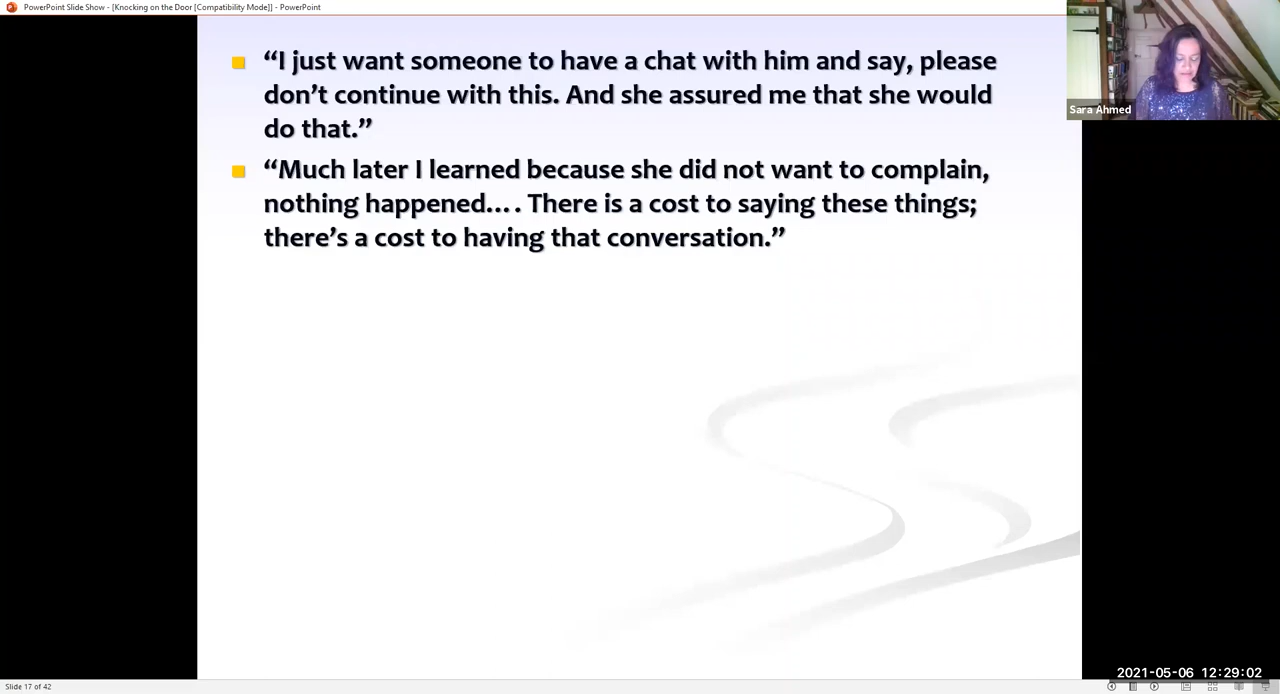 PowerPoint Slide Show - [Knocking on the Door [Compatibility Mode]] - PowerPoint
“I just want someone to have a chat with him and say, please
don’t continue with this. And she assured me that she would
do that.”
“Much later I learned because she did not want to complain,
nothing happened…. There is a cost to saying these things;
there’s a cost to having that conversation.”
Sara Ahmed
2021-05-06 12:29:02
Slide 17 of 42